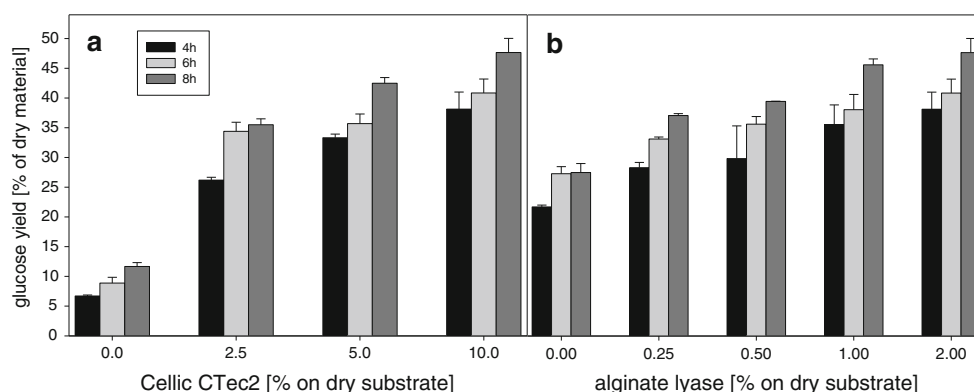 a
b
4h
6h
8h
glucose yield [% of dry material]
50
45
40
35
30
25
20
15
10
5
0
0.0 2.5 5.0 10.0 0.00 0.25 0.50 1.00 2.00
Cellic CTec2 [% on dry substrate] alginate lyase [% on dry substrate]